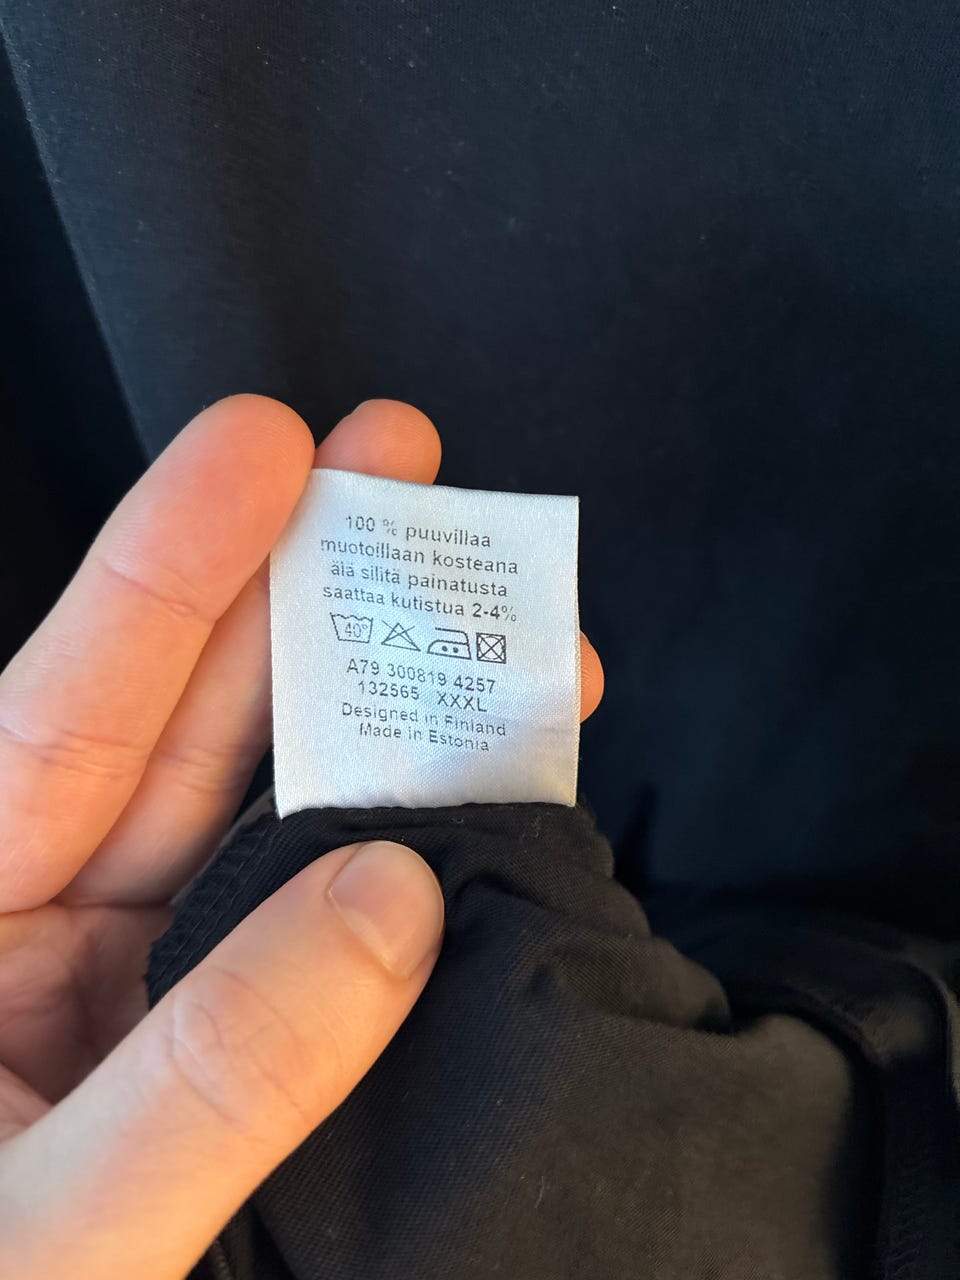 100 % puuvillaa
muotoillaan kosteana
älä silitä painatusta
saattaa kutistua 2-4%
40°
A79 300819 4257
132565 XXXL
Designed in Finland
Made in Estonia